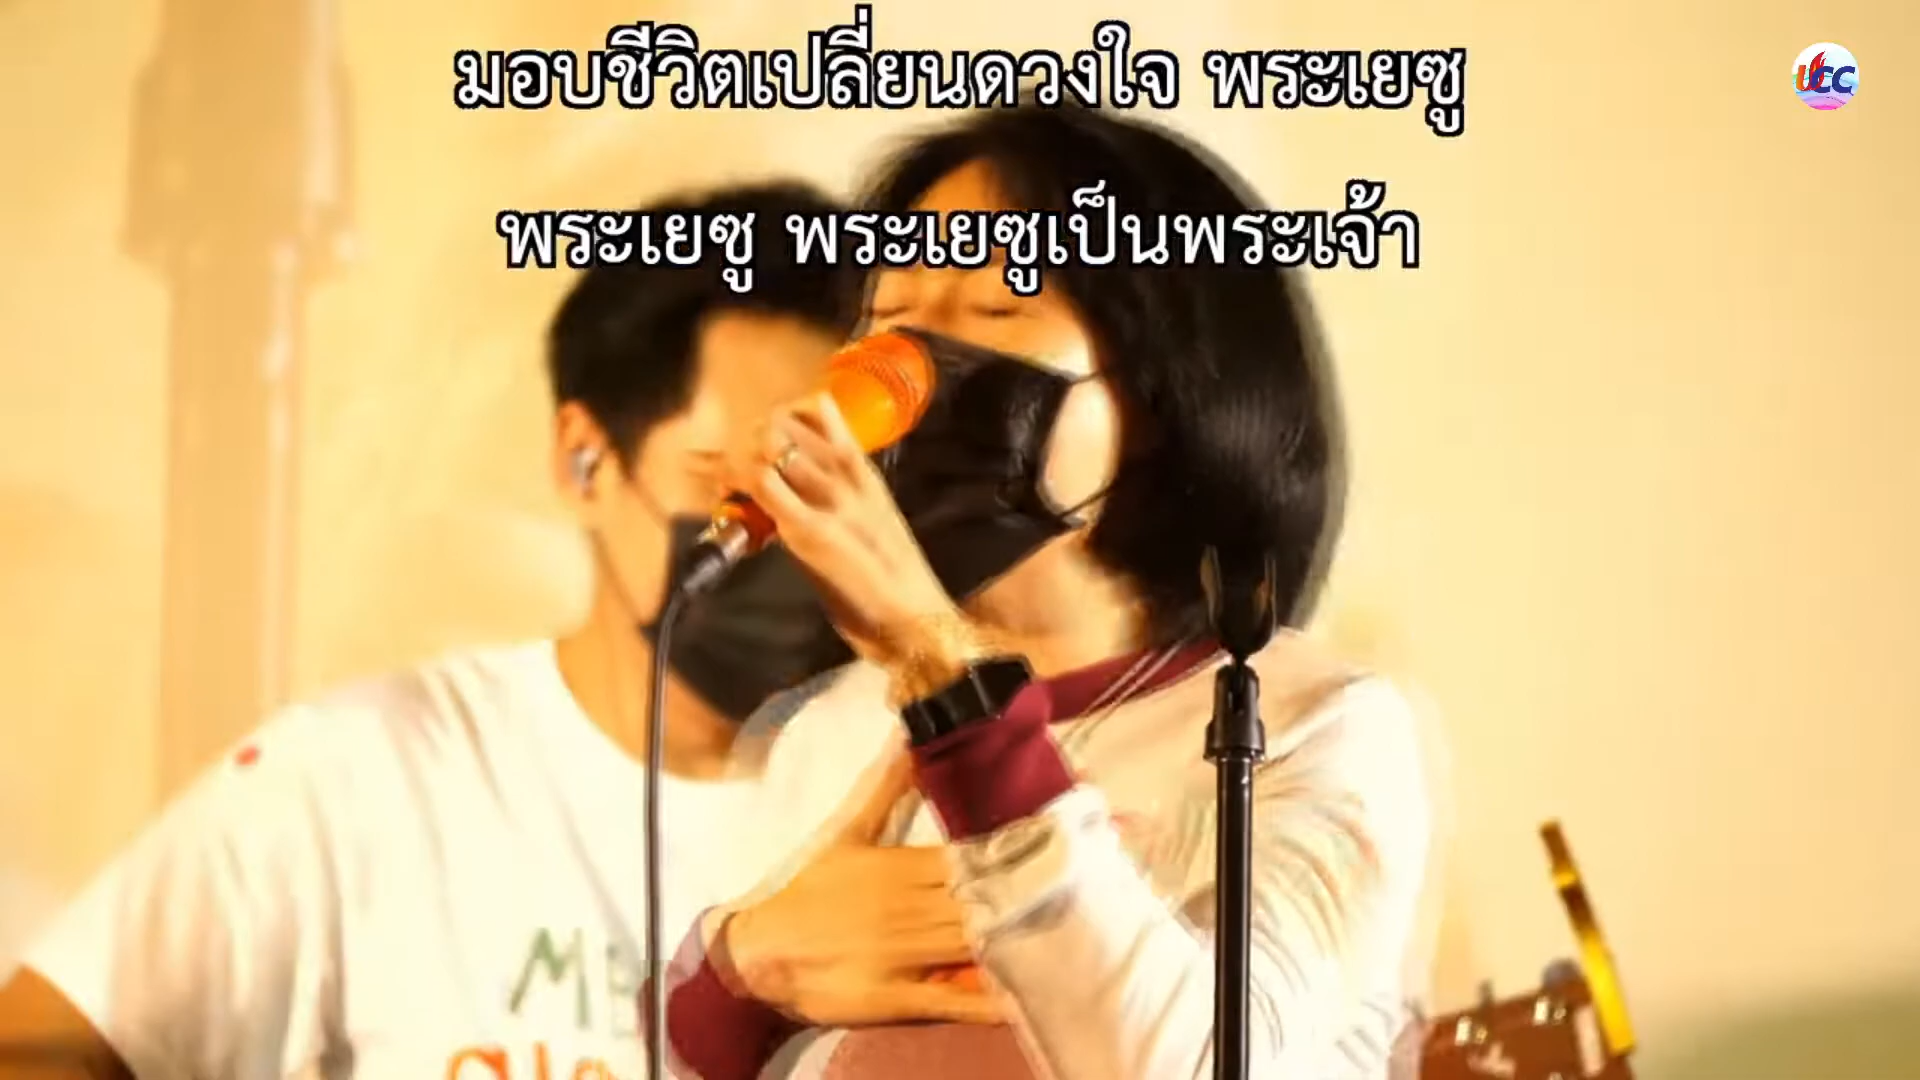 มอบชีวิตเปลี่ยนดวงใจ พระเยซู
พระเยซู พระเยซูเป็นพระเจ้า
UCC